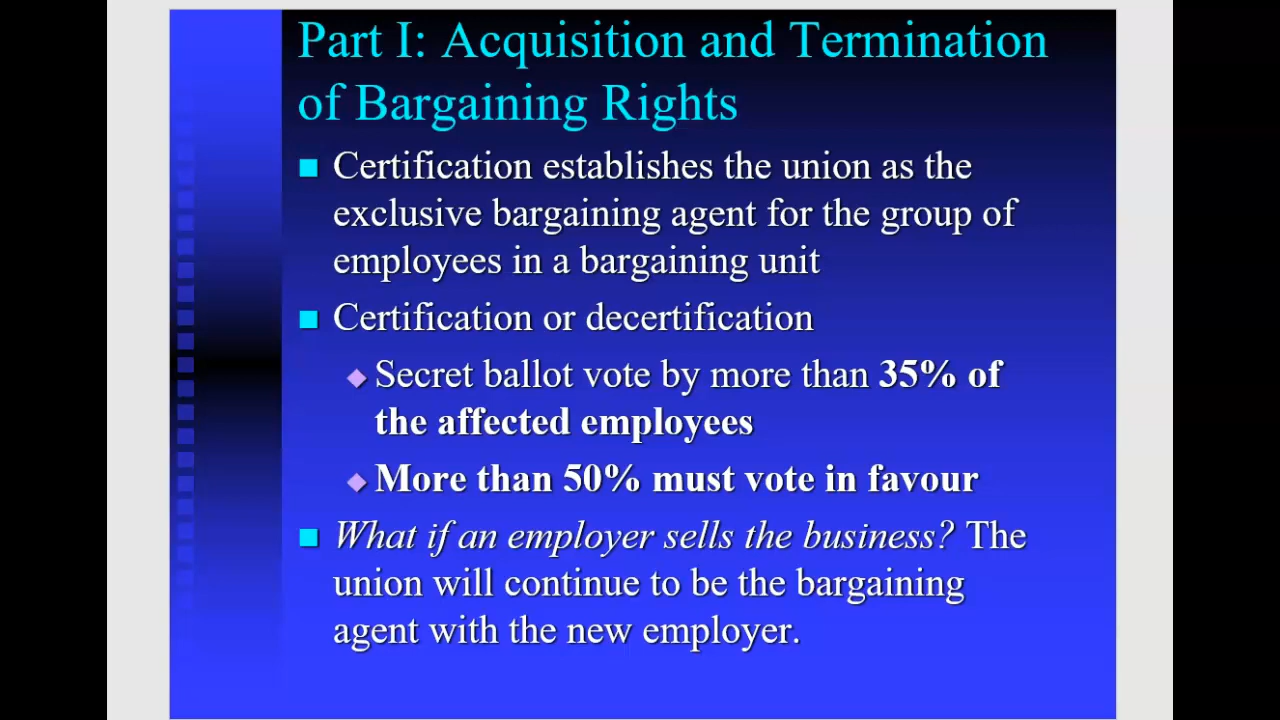 Part I: Acquisition and Termination
of Bargaining Rights
Certification establishes the union as the
exclusive bargaining agent for the group of
employees in a bargaining unit
Certification or decertification
Secret ballot vote by more than 35% of
the affected employees
More than 50% must vote in favour
What if an employer sells the business? The
union will continue to be the bargaining
agent with the new employer.